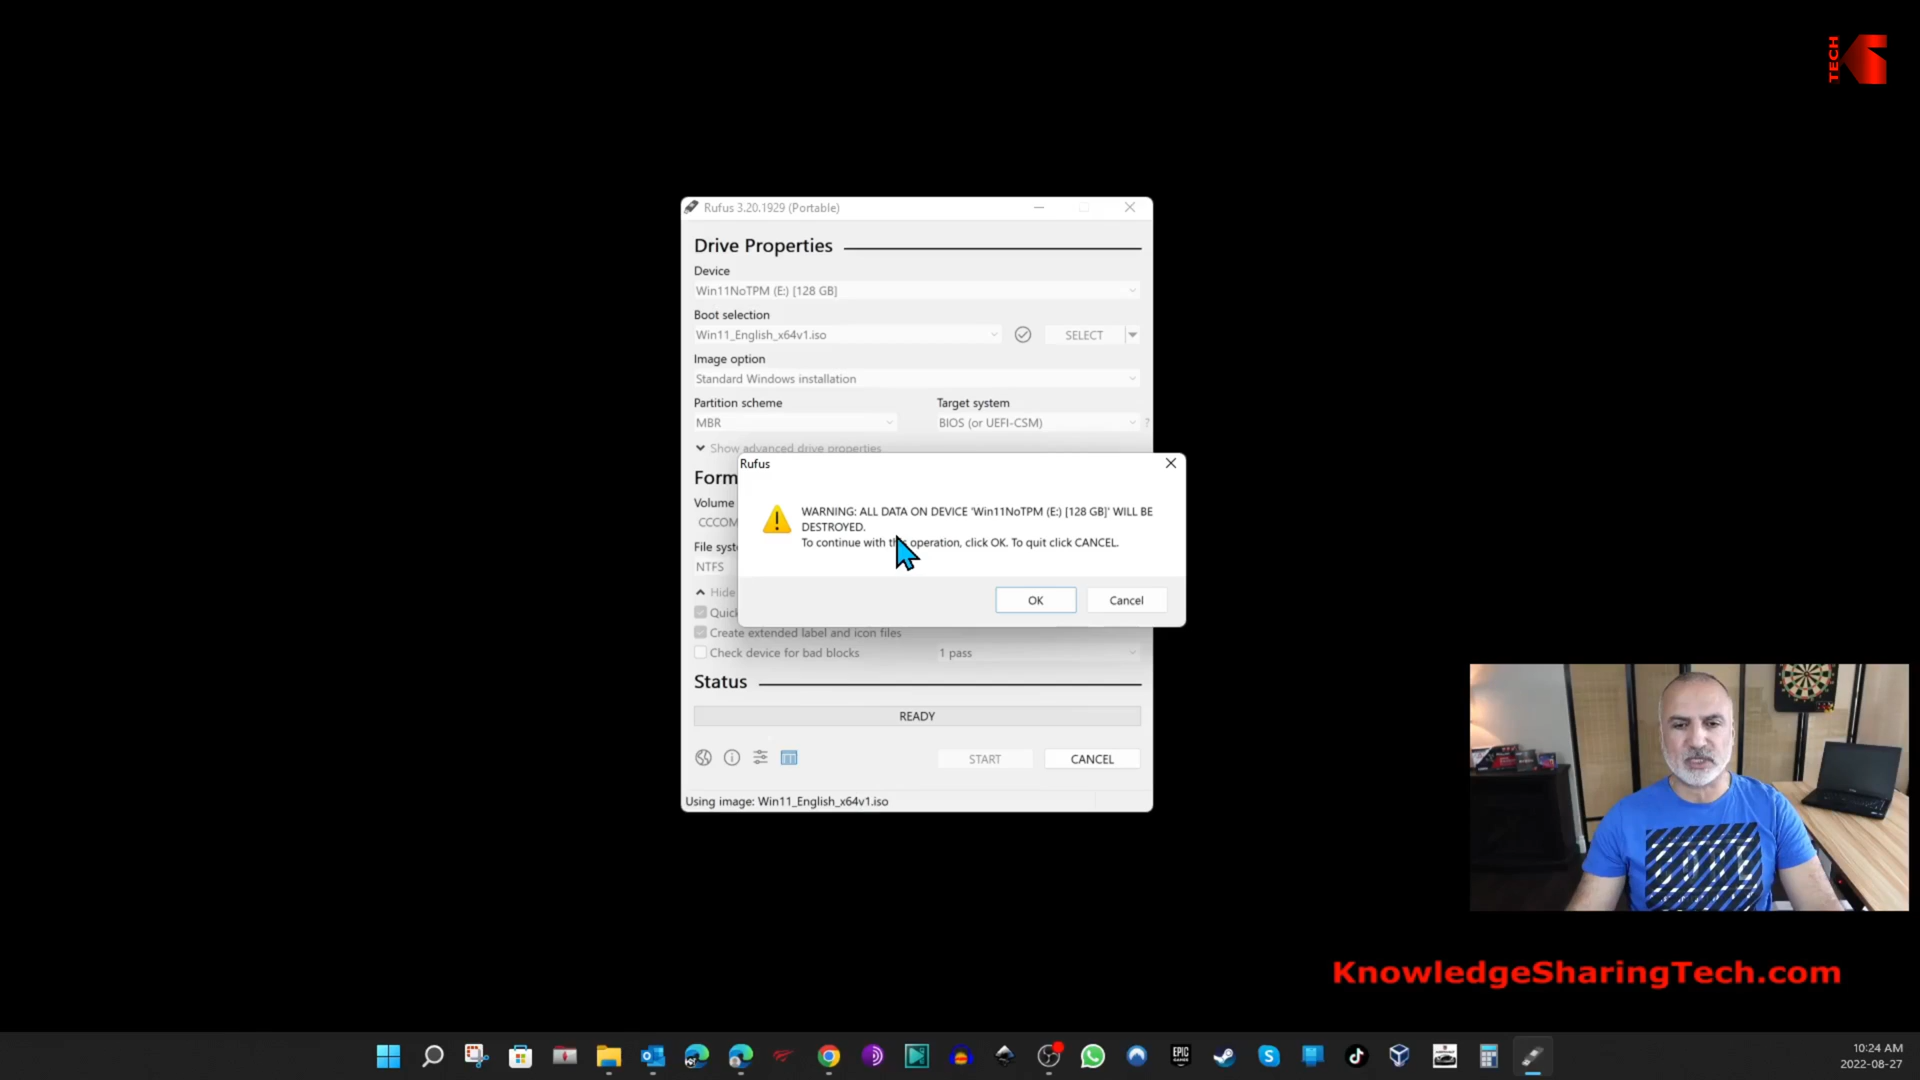 TECH
Rufus 3.20.1929 (Portable)
Drive Properties
Device
Win11NoTPM (E:) [128 GB]
Boot selection
Win11_English_x64v1.iso
SELECT
Image option
Standard Windows installation
Partition scheme
Target system
MBR
BIOS (or UEFI-CSM)
?
Show advanced drive properties
Rufus
Form
Volume
WARNING: ALL DATA ON DEVICE 'Win11NoTPM (E:) [128 GB]' WILL BE
DESTROYED.
To continue with this operation, click OK. To quit click CANCEL.
CCCOM
File syst
NTFS
Hide
OK
Cancel
Quick
Create extended label and icon files
Check device for bad blocks
1 pass
Status
READY
START
CANCEL
Using image: Win11_English_x64v1.iso
KnowledgeSharingTech.com
EPIC
GAMES
10:24 AM
2022-08-27